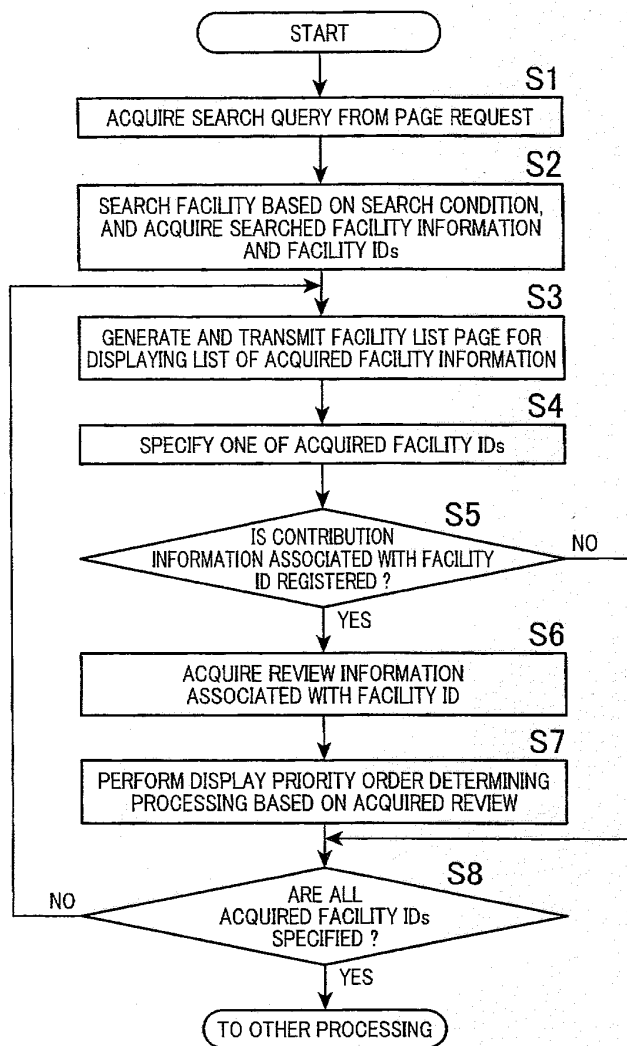 START
S1
ACQUIRE SEARCH QUERY FROM PAGE REQUEST
S2
SEARCH FACILITY BASED ON SEARCH CONDITION,
AND ACQUIRE SEARCHED FACILITY INFORMATION
AND FACILITY IDs
S3
GENERATE AND TRANSMIT FACILITY LIST PAGE FOR
DISPLAYING LIST OF ACQUIRED FACILITY INFORMATION
S4
SPECIFY ONE OF ACQUIRED FACILITY IDs
S5
IS CONTRIBUTION
INFORMATION ASSOCIATED WITH FACILITY
ID REGISTERED ?
NO
YES
S6
ACQUIRE REVIEW INFORMATION
ASSOCIATED WITH FACILITY ID
S7
PERFORM DISPLAY PRIORITY ORDER DETERMINING
PROCESSING BASED ON ACQUIRED REVIEW
S8
NO
ARE ALL
ACQUIRED FACILITY IDs
SPECIFIED ?
YES
TO OTHER PROCESSING